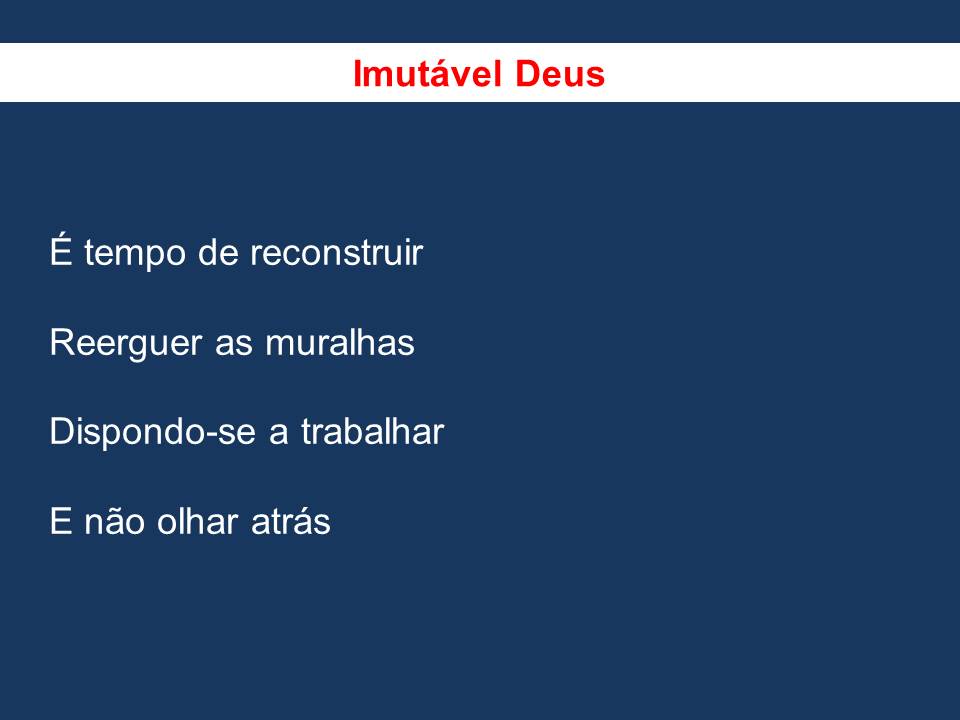 Imutável Deus
É tempo de reconstruir
Reerguer as muralhas
Dispondo-se a trabalhar
E não olhar atrás